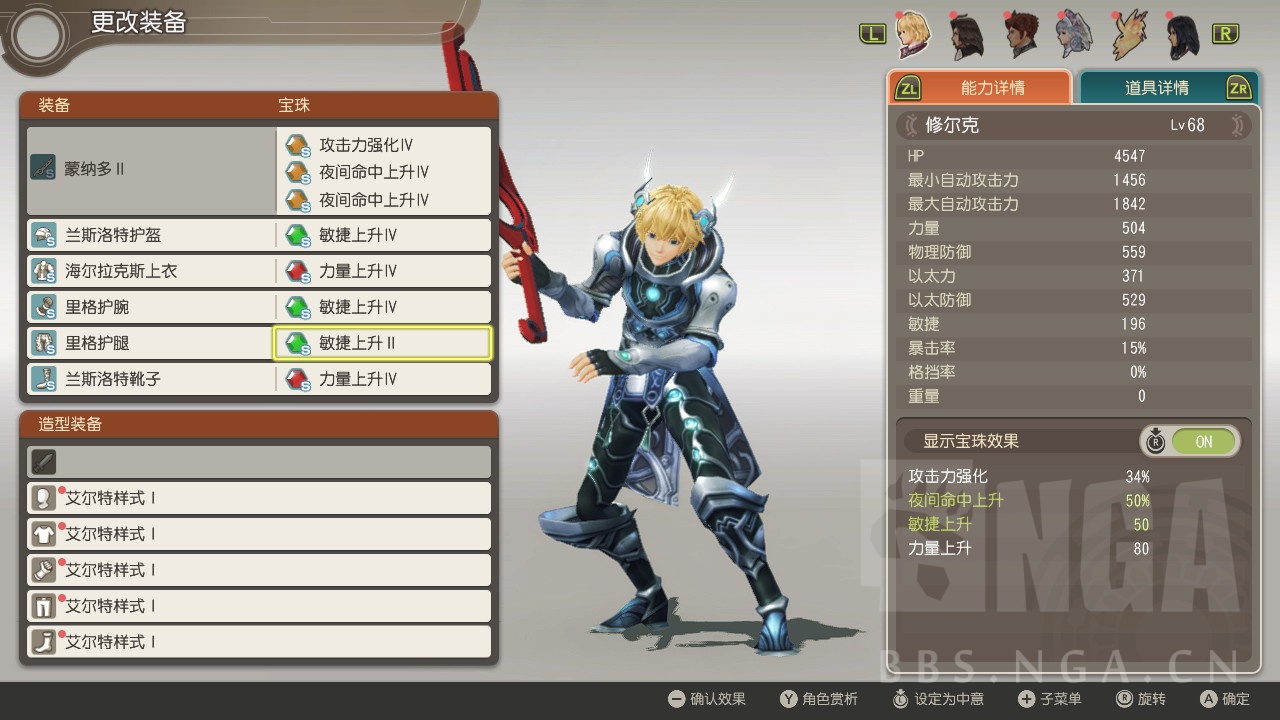 更改装备
L R
装备 宝珠
蒙纳多Ⅱ
S
攻击力强化Ⅳ
夜间命中上升Ⅳ
夜间命中上升Ⅳ
兰斯洛特护盔 敏捷上升Ⅳ
海尔拉克斯上衣 力量上升Ⅳ
里格护腕 敏捷上升Ⅳ
里格护腿 敏捷上升Ⅱ
兰斯洛特靴子 力量上升Ⅳ
造型装备
艾尔特样式Ⅰ
艾尔特样式Ⅰ
艾尔特样式Ⅰ
艾尔特样式Ⅰ
艾尔特样式Ⅰ
ZL 能力详情 道具详情 ZR
修尔克 Lv68
HP 4547
最小自动攻击力 1456
最大自动攻击力 1842
力量 504
物理防御 559
以太力 371
以太防御 529
敏捷 196
暴击率 15%
格挡率 0%
重量 0
显示宝珠效果 R ON
攻击力强化 34%
夜间命中上升 50%
敏捷上升 50
力量上升 80
NGA
BBS.NGA.CN
确认效果 Y 角色赏析 L 设定为中意 子菜单 R 旋转 A 确定